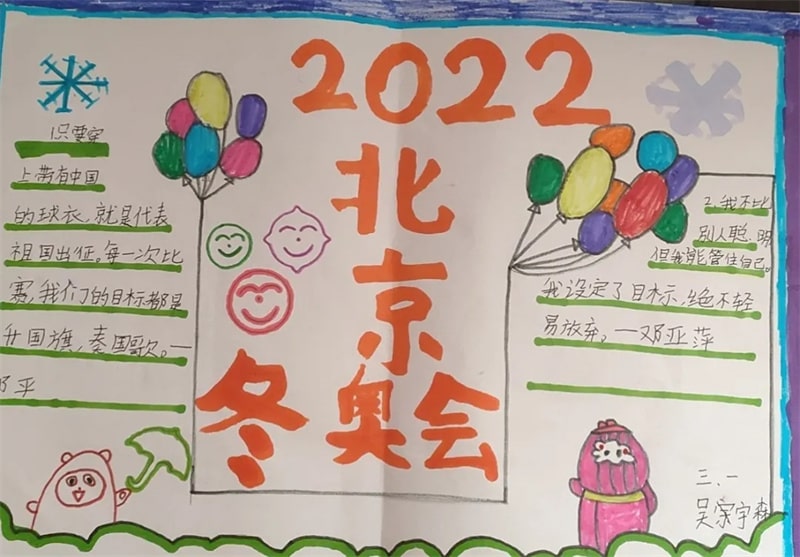 2022
北
京
冬奥会
1只要穿
上带有中国
的球衣,就是代表
祖国出征。每一次比
赛,我们的目标都是
升国旗,奏国歌。—
平
2.我不比
别人聪明
但我能管住自己。
我设定了目标,绝不轻
易放弃。—邓亚萍
三.一
吴宗宇森